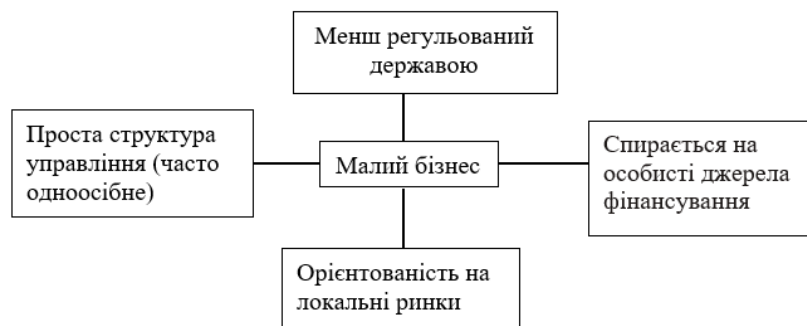 Менш регульований
державою
Проста структура
управління (часто
одноосібне)
Малий бізнес
Спирається на
особисті джерела
фінансування
Орієнтованість на
локальні ринки